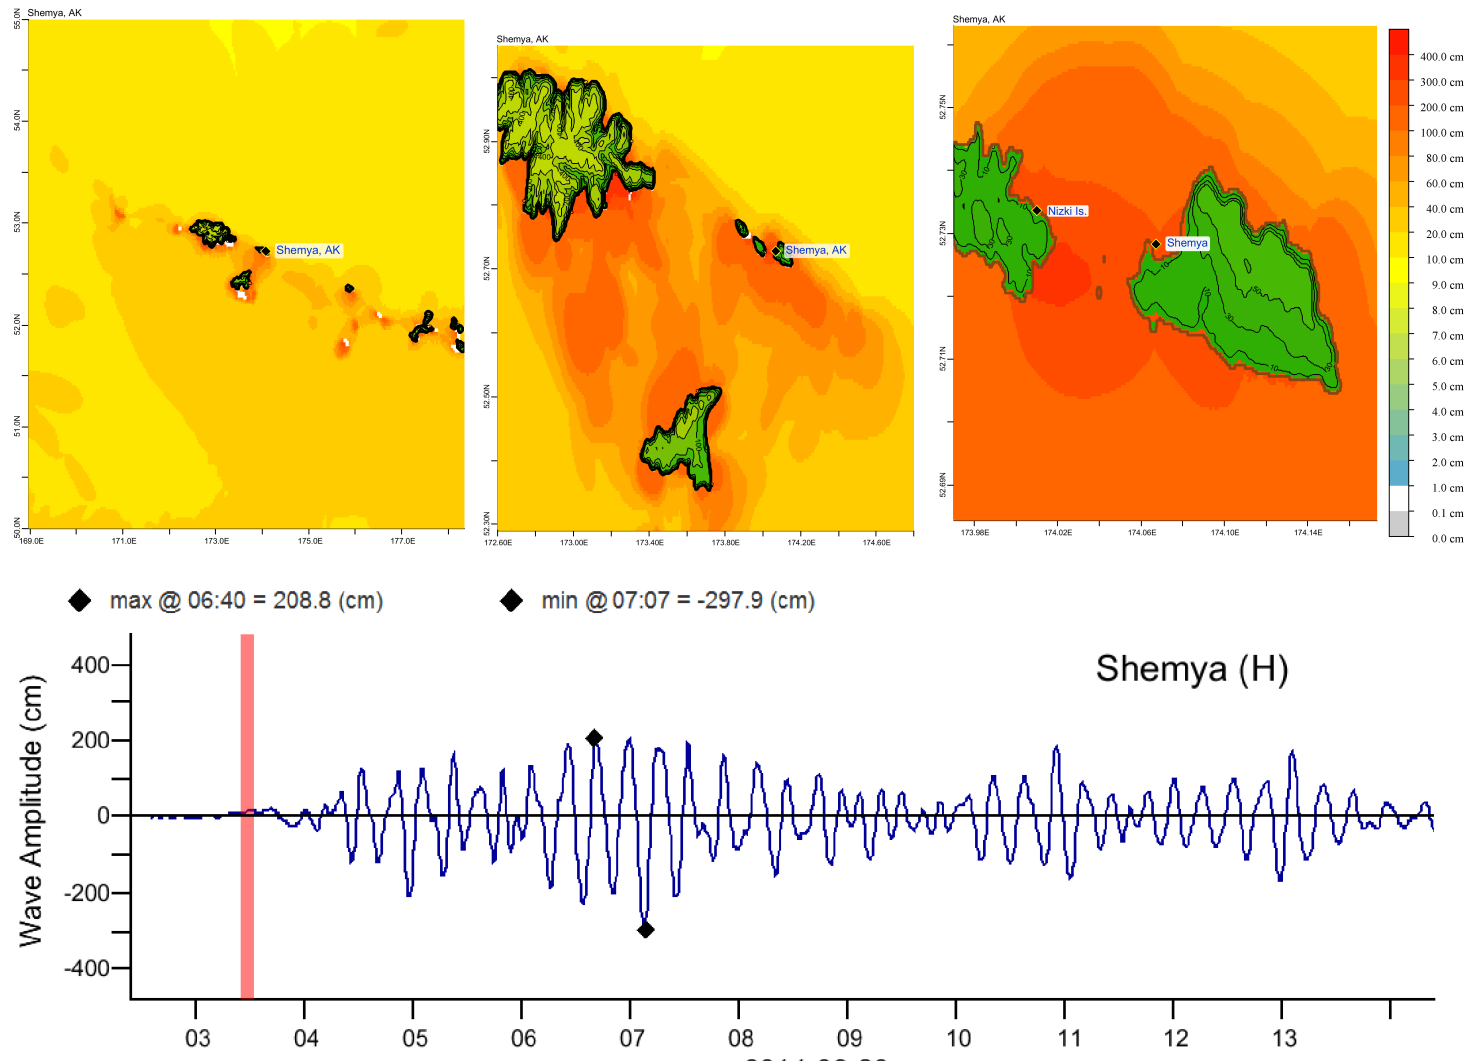 Shemya, AK
55.0N
54.0N
53.0N
52.0N
51.0N
50.0N
169.0E 171.0E 173.0E 175.0E 177.0E
Shemya, AK
Shemya, AK
52.90N
52.70N
52.50N
52.30N
172.60E 173.00E 173.40E 173.80E 174.20E 174.60E
Shemya, AK
Shemya, AK
52.75N
52.73N
52.71N
52.69N
173.98E 174.02E 174.06E 174.10E 174.14E
Nizki Is.
Shemya
400.0 cm
300.0 cm
200.0 cm
100.0 cm
80.0 cm
60.0 cm
40.0 cm
20.0 cm
10.0 cm
9.0 cm
8.0 cm
7.0 cm
6.0 cm
5.0 cm
4.0 cm
3.0 cm
2.0 cm
1.0 cm
0.1 cm
0.0 cm
max @ 06:40 = 208.8 (cm)
min @ 07:07 = -297.9 (cm)
Shemya (H)
Wave Amplitude (cm)
400
200
0
-200
-400
03 04 05 06 07 08 09 10 11 12 13